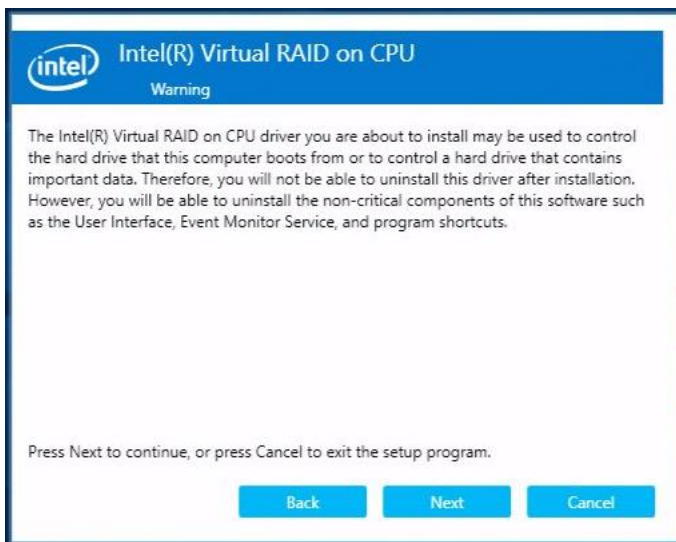 intel
Intel(R) Virtual RAID on CPU
Warning
The Intel(R) Virtual RAID on CPU driver you are about to install may be used to control
the hard drive that this computer boots from or to control a hard drive that contains
important data. Therefore, you will not be able to uninstall this driver after installation.
However, you will be able to uninstall the non-critical components of this software such
as the User Interface, Event Monitor Service, and program shortcuts.
Press Next to continue, or press Cancel to exit the setup program.
Back Next Cancel